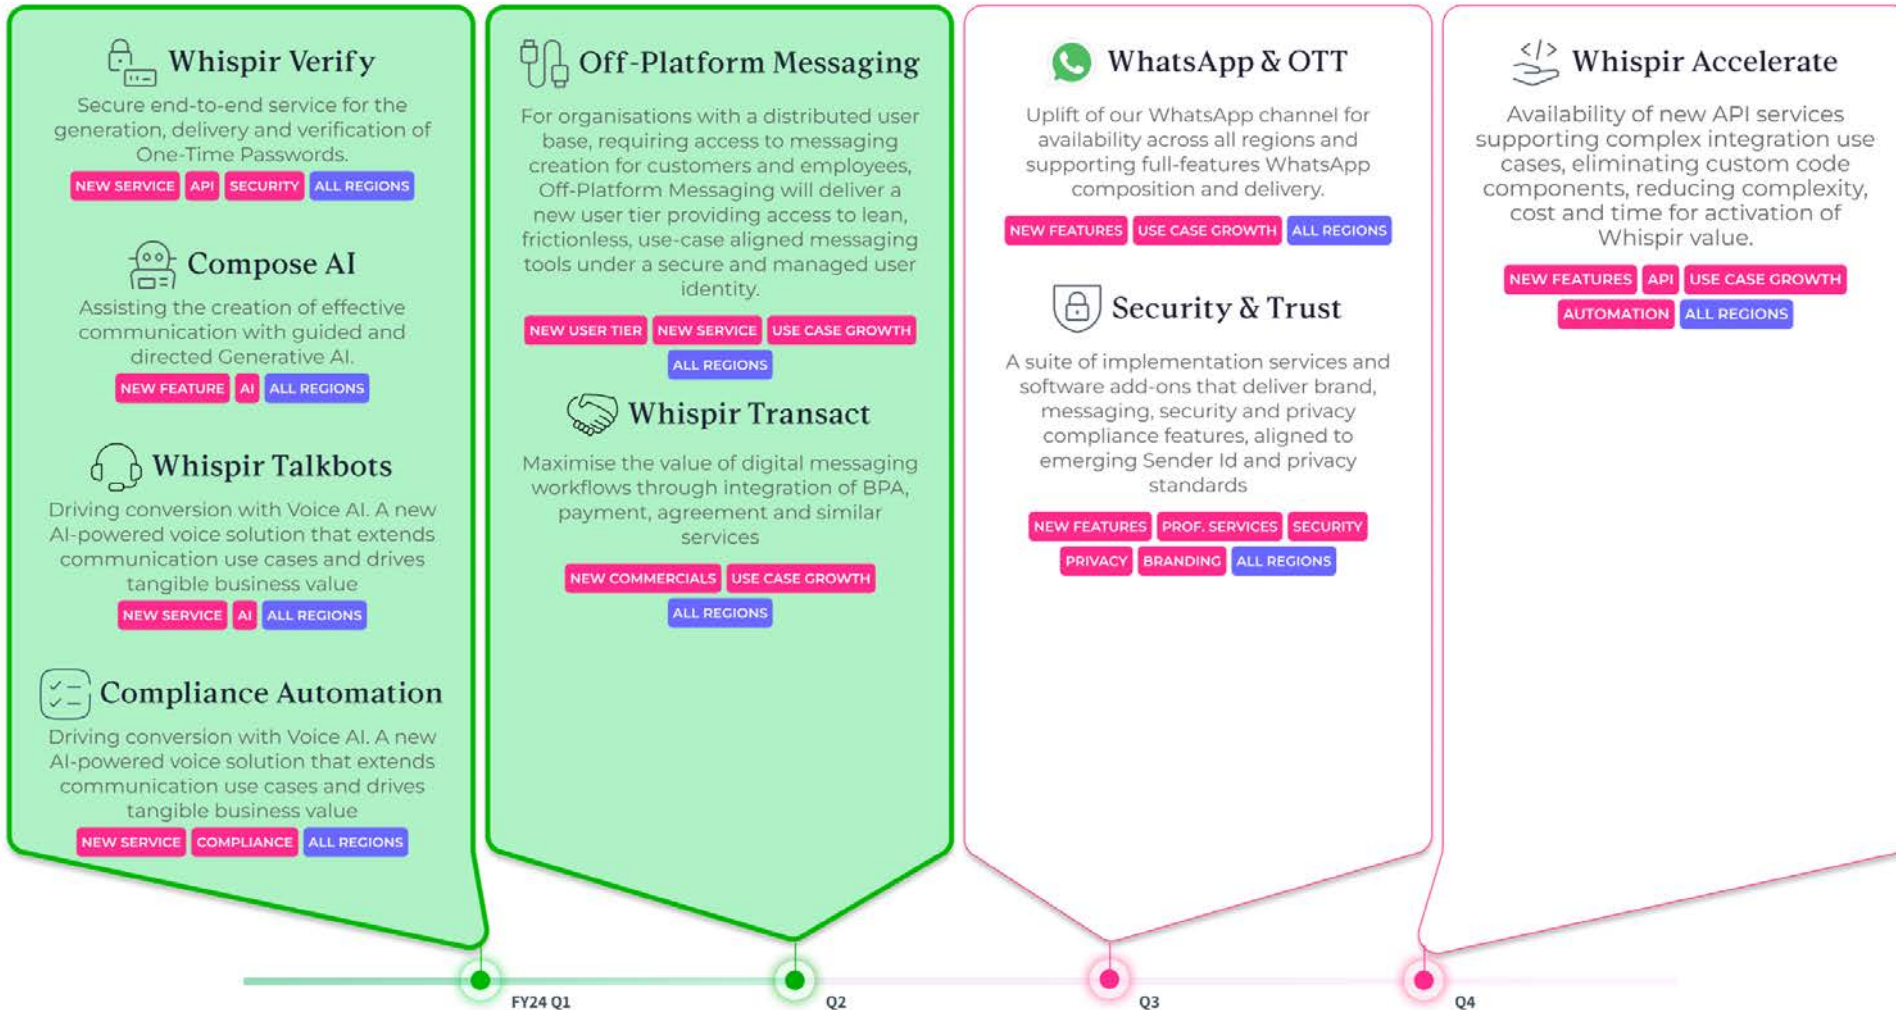 Whispir Verify
Secure end-to-end service for the
generation, delivery and verification of
One-Time Passwords.
NEW SERVICE API SECURITY ALL REGIONS
Compose AI
Assisting the creation of effective
communication with guided and
directed Generative AI.
NEW FEATURE AI ALL REGIONS
Whispir Talkbots
Driving conversion with Voice AI. A new
AI-powered voice solution that extends
communication use cases and drives
tangible business value
NEW SERVICE AI ALL REGIONS
Compliance Automation
Driving conversion with Voice AI. A new
AI-powered voice solution that extends
communication use cases and drives
tangible business value
NEW SERVICE COMPLIANCE ALL REGIONS
Off-Platform Messaging
For organisations with a distributed user
base, requiring access to messaging
creation for customers and employees,
Off-Platform Messaging will deliver a
new user tier providing access to lean,
frictionless, use-case aligned messaging
tools under a secure and managed user
identity.
NEW USER TIER NEW SERVICE USE CASE GROWTH
ALL REGIONS
Whispir Transact
Maximise the value of digital messaging
workflows through integration of BPA,
payment, agreement and similar
services
NEW COMMERCIALS USE CASE GROWTH
ALL REGIONS
WhatsApp & OTT
Uplift of our WhatsApp channel for
availability across all regions and
supporting full-features WhatsApp
composition and delivery.
NEW FEATURES USE CASE GROWTH ALL REGIONS
Security & Trust
A suite of implementation services and
software add-ons that deliver brand,
messaging, security and privacy
compliance features, aligned to
emerging Sender Id and privacy
standards
NEW FEATURES PROF. SERVICES SECURITY
PRIVACY BRANDING ALL REGIONS
Whispir Accelerate
Availability of new API services
supporting complex integration use
cases, eliminating custom code
components, reducing complexity,
cost and time for activation of
Whispir value.
NEW FEATURES API USE CASE GROWTH
AUTOMATION ALL REGIONS
FY24 Q1
Q2
Q3
Q4